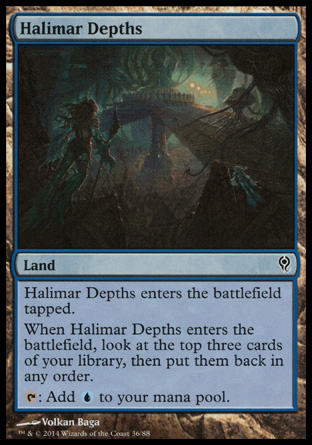 Halimar Depths
Land
Halimar Depths enters the battlefield
tapped.
When Halimar Depths enters the
battlefield, look at the top three cards
of your library, then put them back in
any order.
: Add to your mana pool.
Volkan Baga
™ & © 2014 Wizards of the Coast 36/88